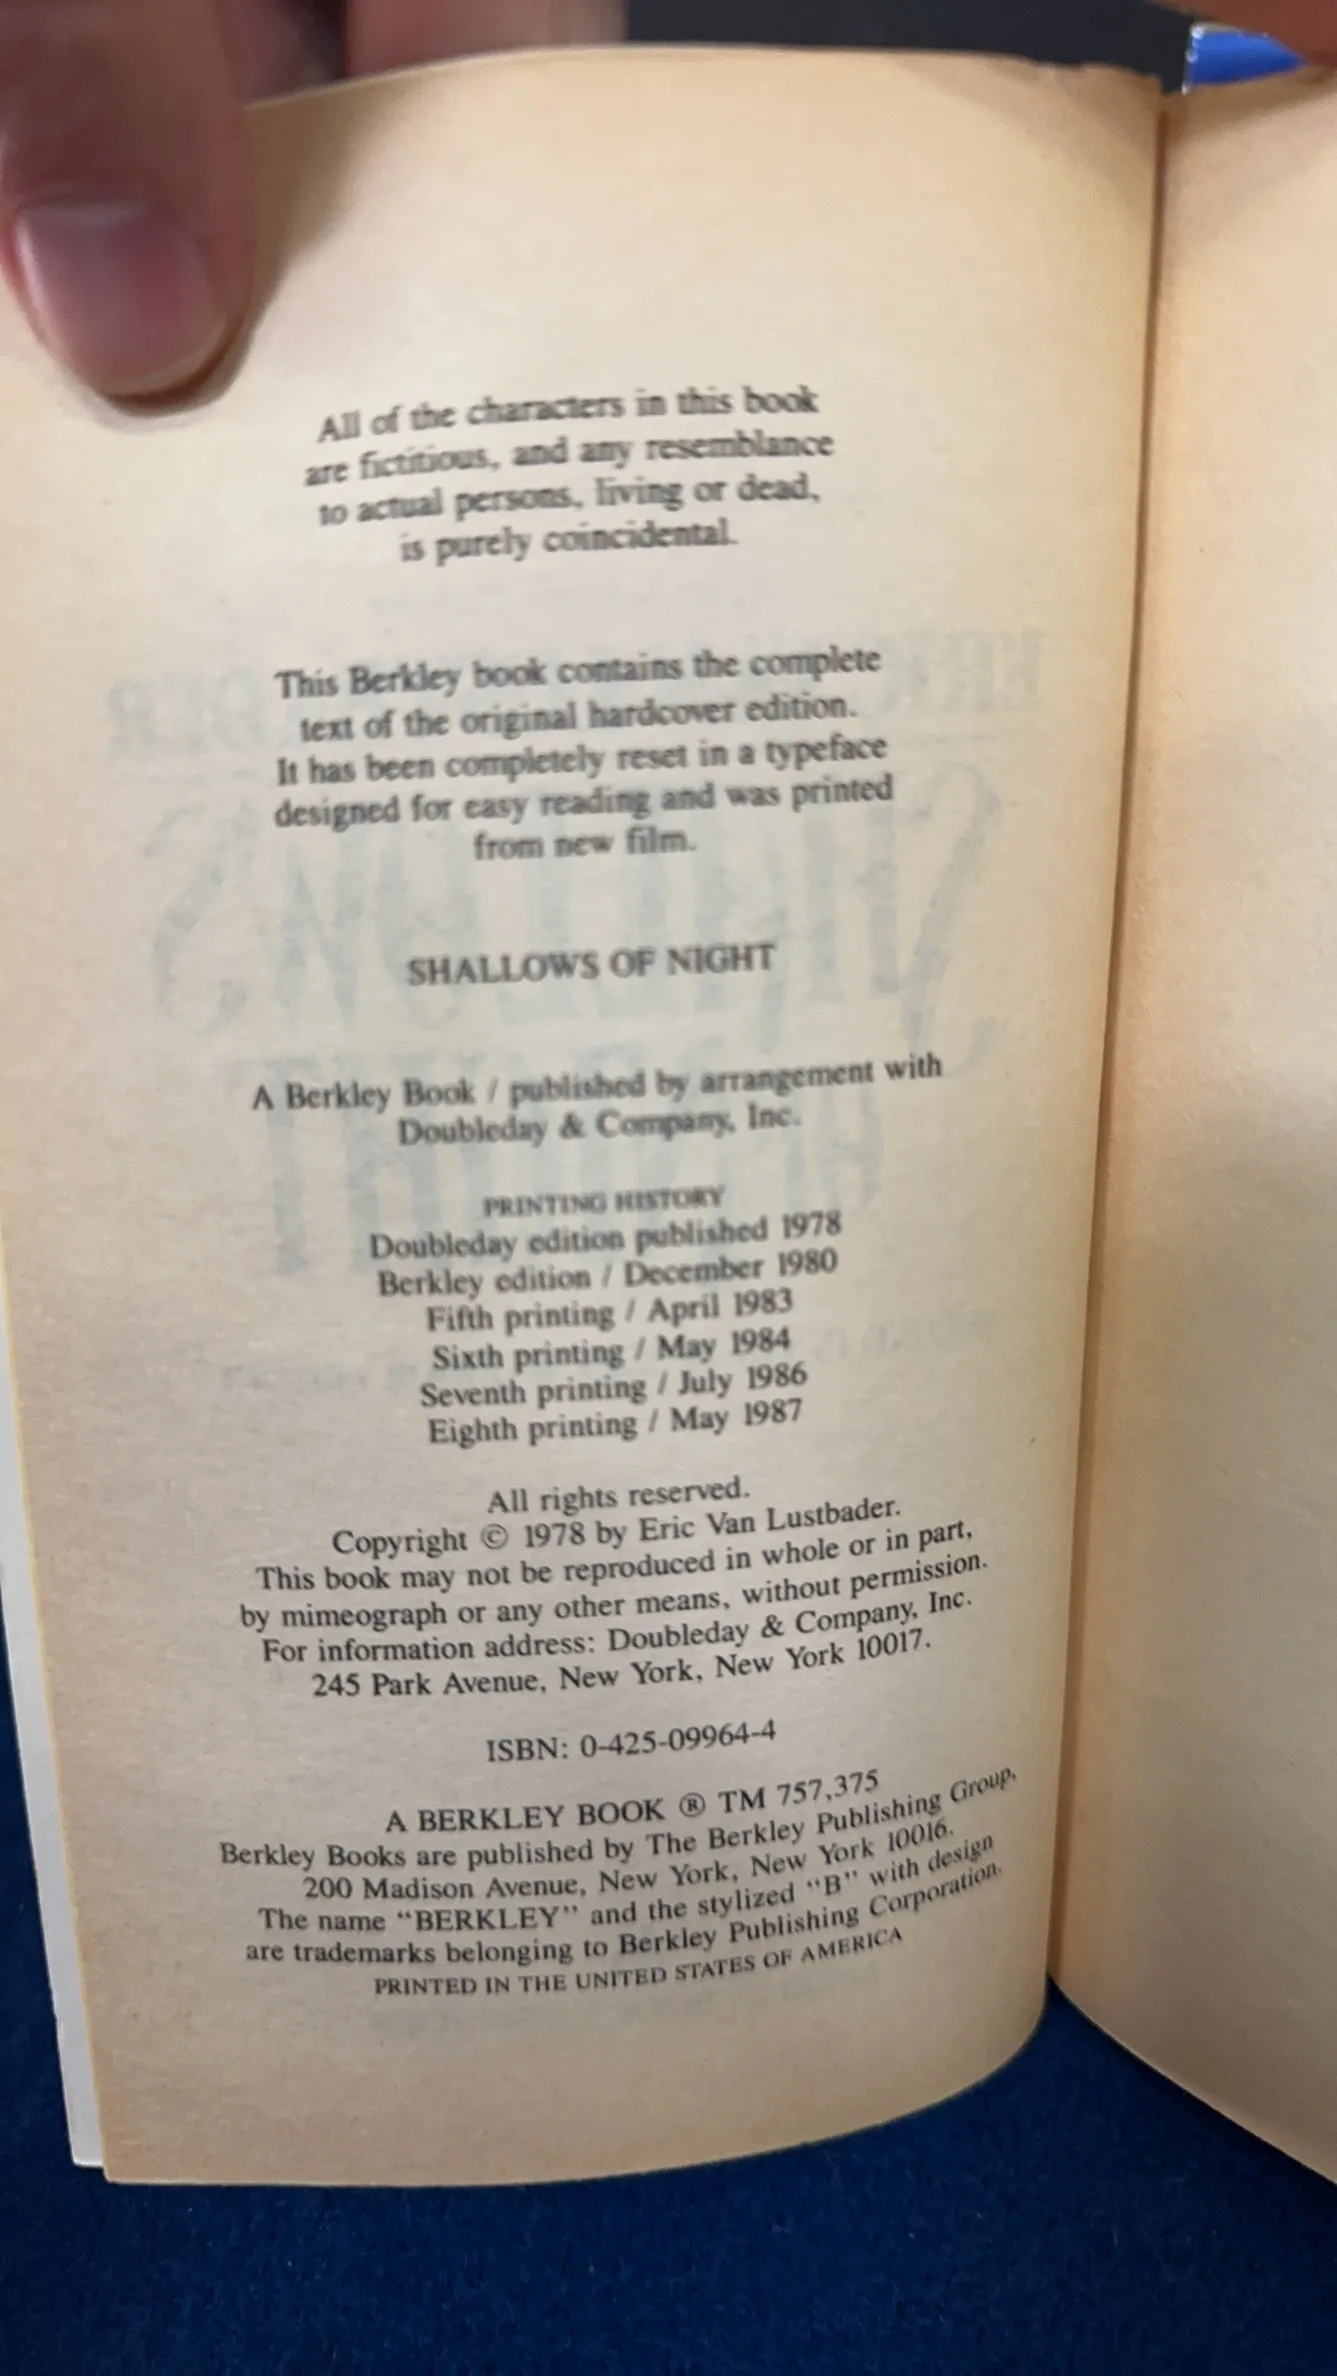 All of the characters in this book
are fictitious, and any resemblance
to actual persons, living or dead,
is purely coincidental.
This Berkley book contains the complete
text of the original hardcover edition.
It has been completely reset in a typeface
designed for easy reading and was printed
from new film.
SHALLOWS OF NIGHT
A Berkley Book / published by arrangement with
Doubleday & Company, Inc.
PRINTING HISTORY
Doubleday edition published 1978
Berkley edition / December 1980
Fifth printing / April 1983
Sixth printing / May 1984
Seventh printing / July 1986
Eighth printing / May 1987
All rights reserved.
Copyright © 1978 by Eric Van Lustbader.
This book may not be reproduced in whole or in part,
by mimeograph or any other means, without permission.
For information address: Doubleday & Company, Inc.
245 Park Avenue, New York, New York 10017.
ISBN: 0-425-09964-4
A BERKLEY BOOK ® TM 757,375
Berkley Books are published by The Berkley Publishing Group,
200 Madison Avenue, New York, New York 10016.
The name "BERKLEY" and the stylized "B" with design
are trademarks belonging to Berkley Publishing Corporation.
PRINTED IN THE UNITED STATES OF AMERICA